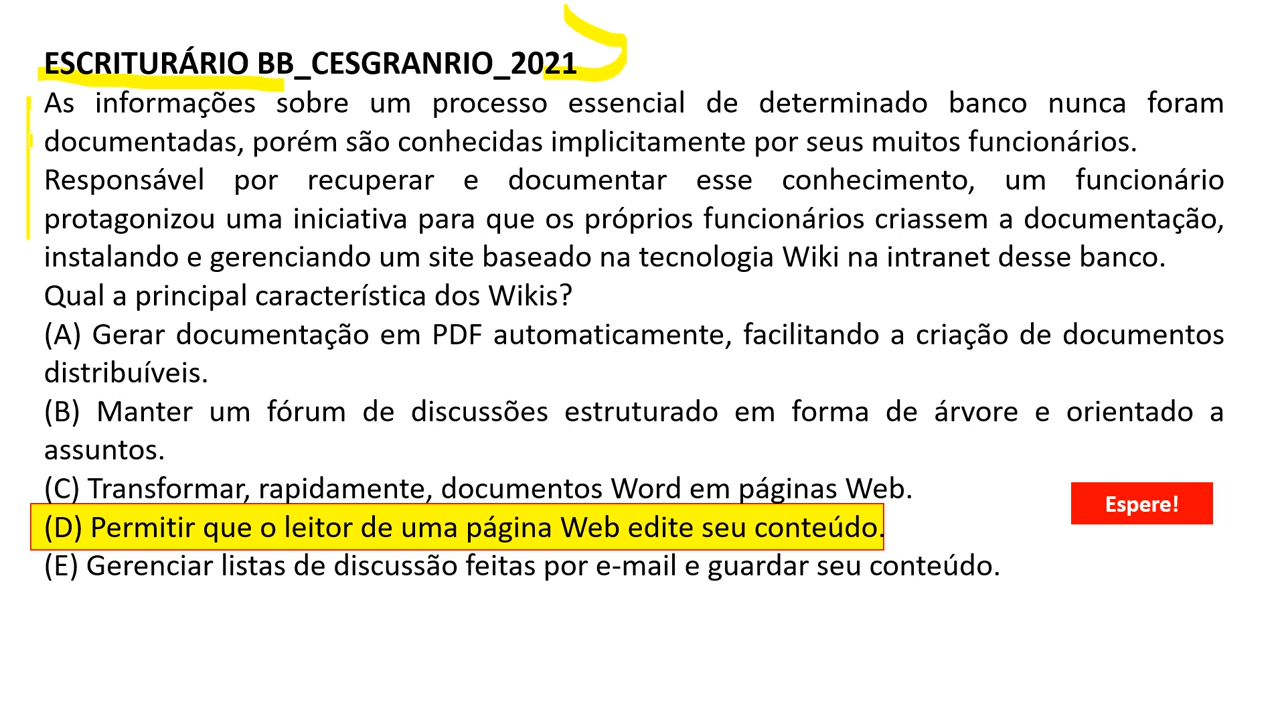 ESCRITURÁRIO BB_CESGRANRIO_2021
As informações sobre um processo essencial de determinado banco nunca foram
documentadas, porém são conhecidas implicitamente por seus muitos funcionários.
Responsável por recuperar e documentar esse conhecimento, um funcionário
protagonizou uma iniciativa para que os próprios funcionários criassem a documentação,
instalando e gerenciando um site baseado na tecnologia Wiki na intranet desse banco.
Qual a principal característica dos Wikis?
(A) Gerar documentação em PDF automaticamente, facilitando a criação de documentos
distribuíveis.
(B) Manter um fórum de discussões estruturado em forma de árvore e orientado a
assuntos.
(C) Transformar, rapidamente, documentos Word em páginas Web.
Espere!
(D) Permitir que o leitor de uma página Web edite seu conteúdo.
(E) Gerenciar listas de discussão feitas por e-mail e guardar seu conteúdo.